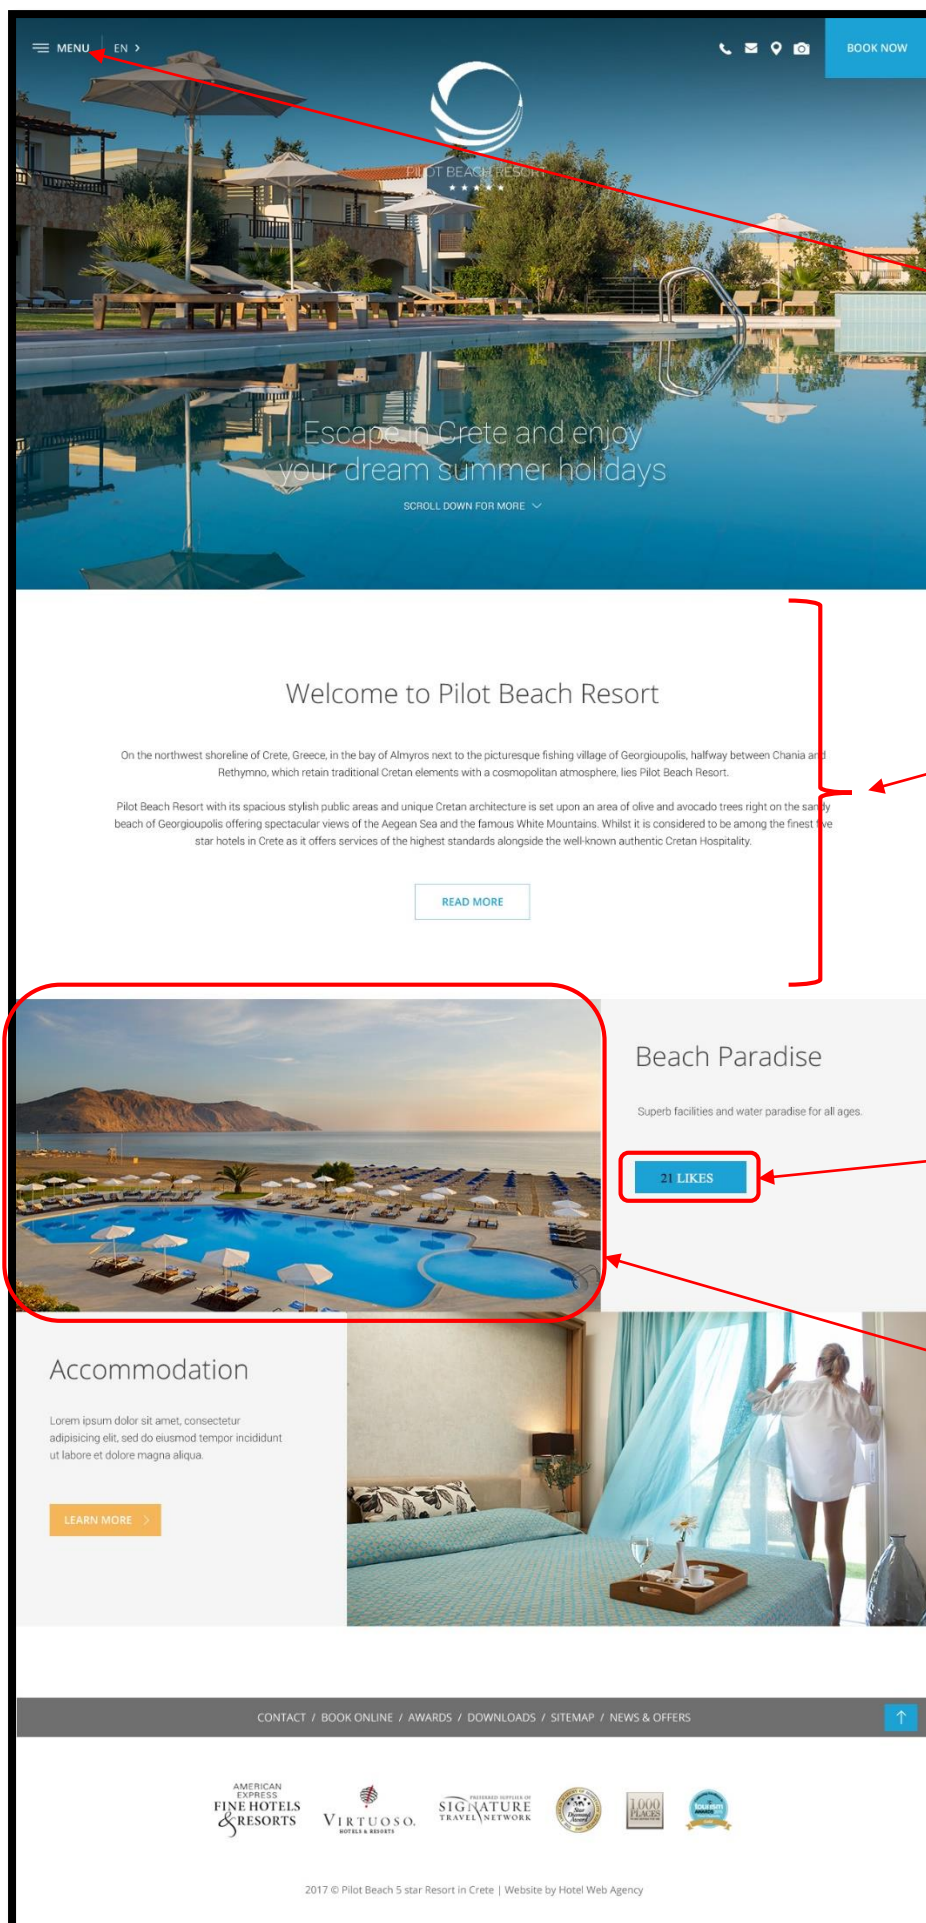 MENU
EN
BOOK NOW
PILOT BEACH RESORT
Escape in Crete and enjoy
your dream summer holidays
SCROLL DOWN FOR MORE
Welcome to Pilot Beach Resort
On the northwest shoreline of Crete, Greece, in the bay of Almyros next to the picturesque fishing village of Georgioupolis, halfway between Chania and
Rethymno, which retain traditional Cretan elements with a cosmopolitan atmosphere, lies Pilot Beach Resort.
Pilot Beach Resort with its spacious stylish public areas and unique Cretan architecture is set upon an area of olive and avocado trees right on the sandy
beach of Georgioupolis offering spectacular views of the Aegean Sea and the famous White Mountains. Whilst it is considered to be among the finest five
star hotels in Crete as it offers services of the highest standards alongside the well-known authentic Cretan Hospitality.
READ MORE
Beach Paradise
Superb facilities and water paradise for all ages.
21 LIKES
Accommodation
Lorem ipsum dolor sit amet, consectetur
adipisicing elit, sed do eiusmod tempor incididunt
ut labore et dolore magna aliqua.
LEARN MORE
CONTACT / BOOK ONLINE / AWARDS / DOWNLOADS / SITEMAP / NEWS & OFFERS
AMERICAN
EXPRESS
FINE HOTELS
& RESORTS
VIRTUOSO.
HOTELS & RESORTS
PREFERRED SUPPLIER OF
SIGNATURE
TRAVEL NETWORK
Star
Diamond
Award
1,000
PLACES
tourism
AWARDS
2017 © Pilot Beach 5 star Resort in Crete | Website by Hotel Web Agency